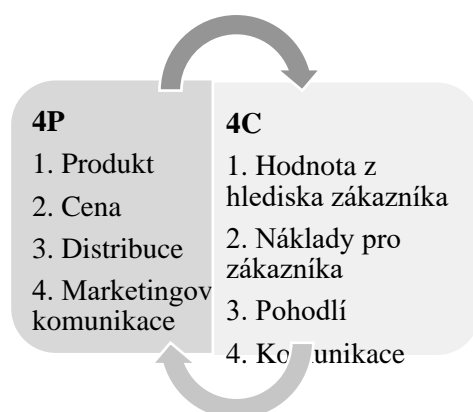 4P
1. Produkt
2. Cena
3. Distribuce
4. Marketingov
komunikace
4C
1. Hodnota z
hlediska zákazníka
2. Náklady pro
zákazníka
3. Pohodlí
4. Komunikace